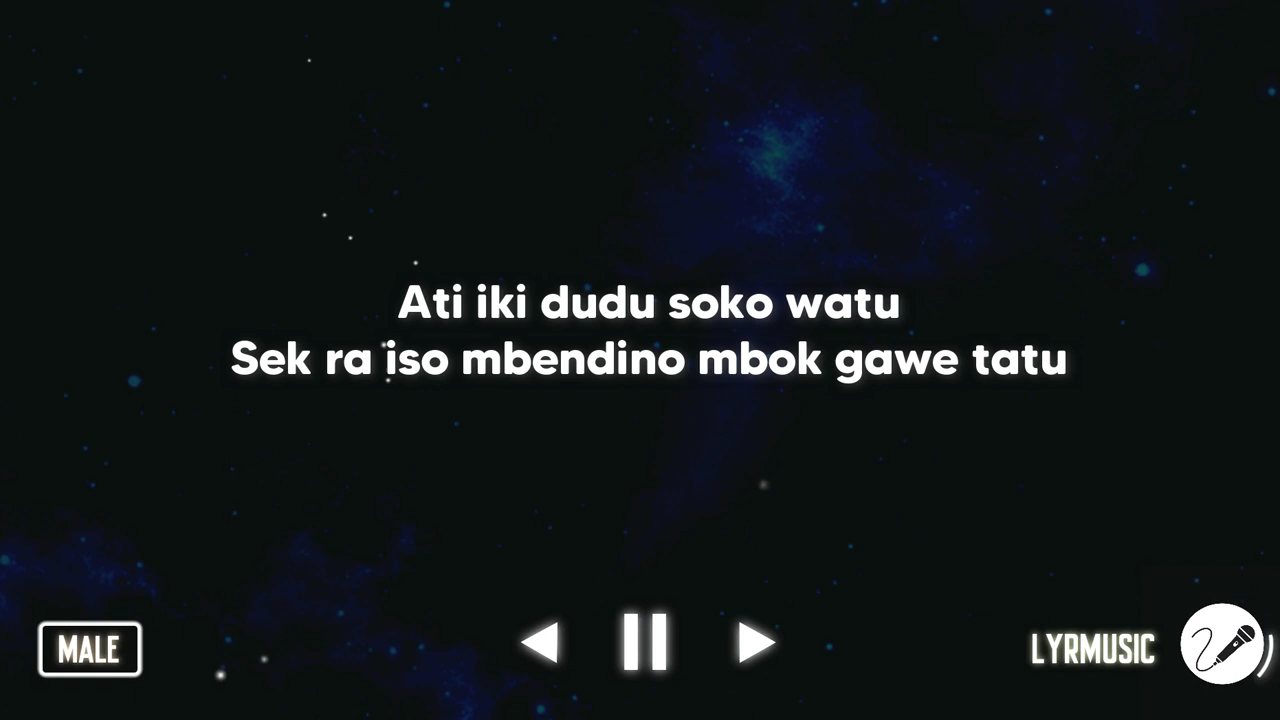 Ati iki dudu soko watu
Sek ra iso mbendino mbok gawe tatu
MALE
LYRMUSIC